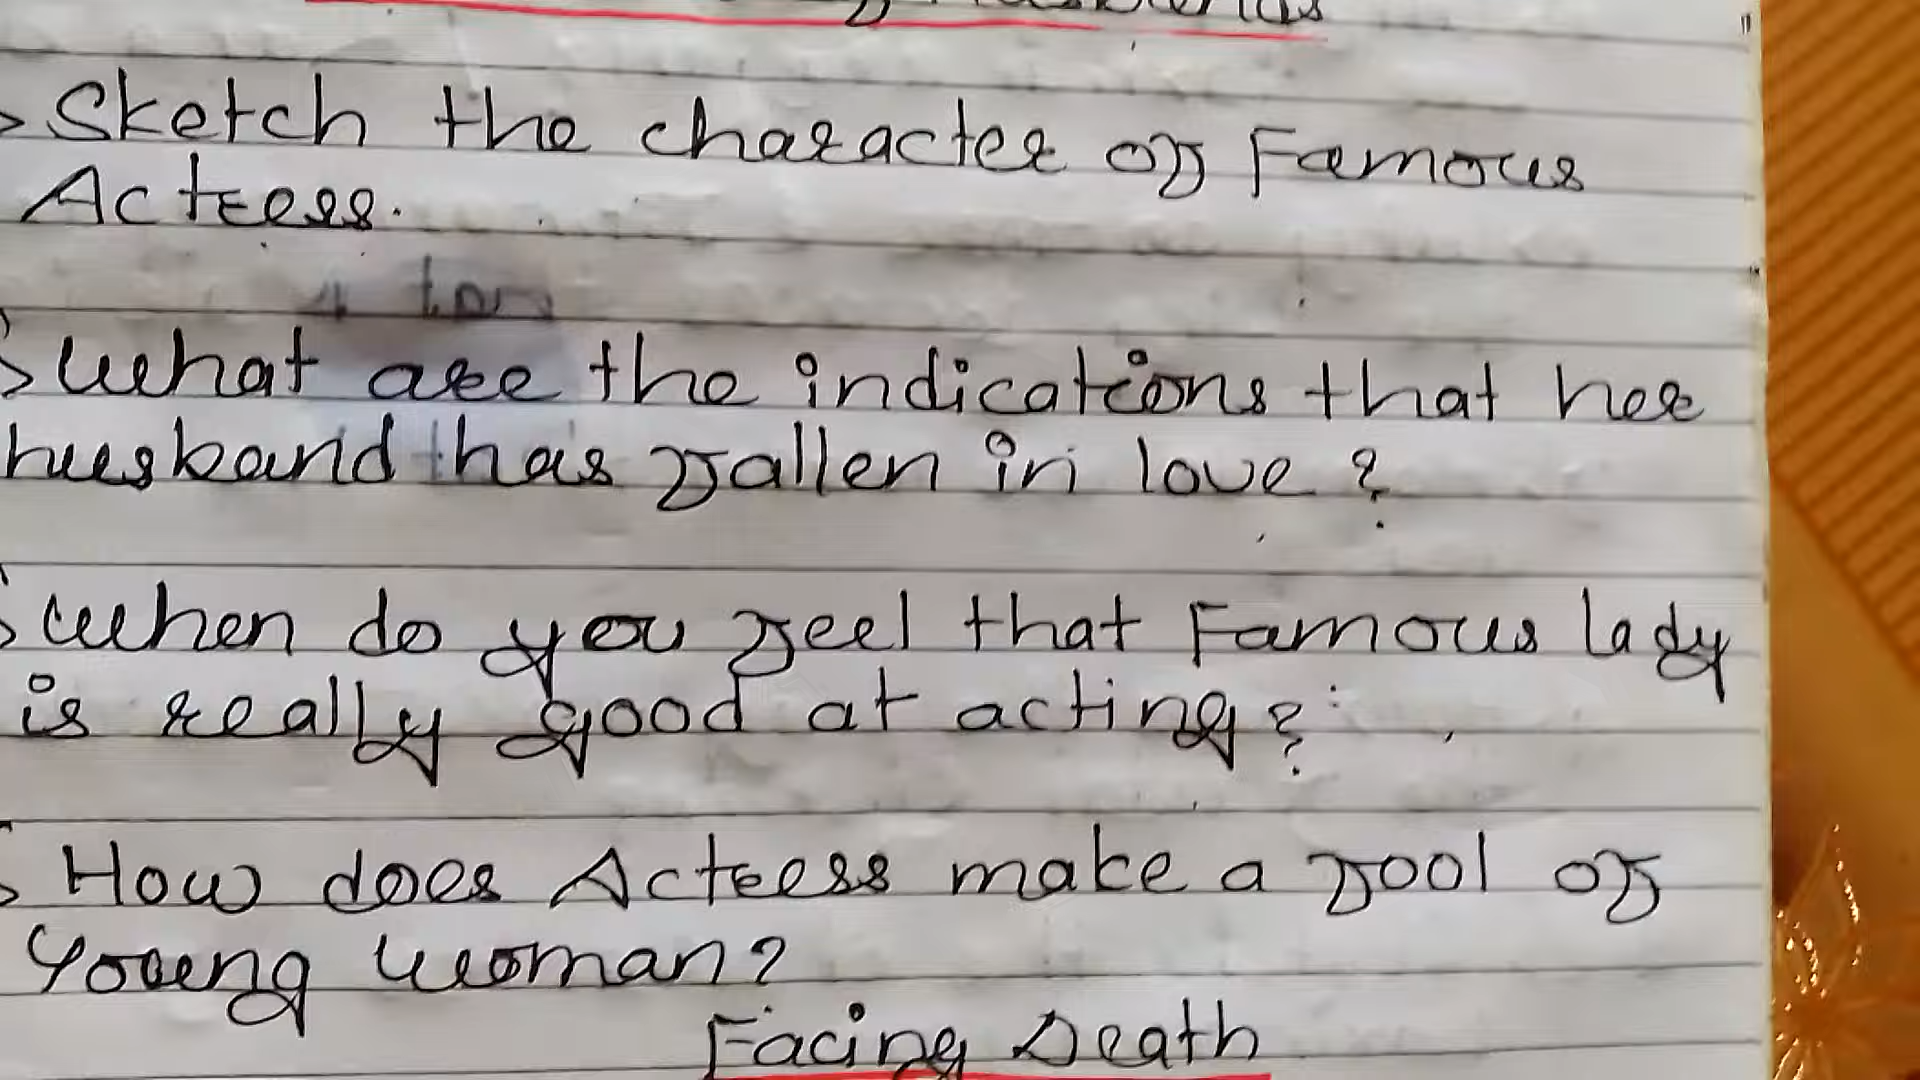 Sketch the character of Famous
Actress.
What are the indications that her
husband has fallen in love ?
When do you feel that Famous lady
is really good at acting ?
How does Actress make a fool of
Young woman?
Facing Death